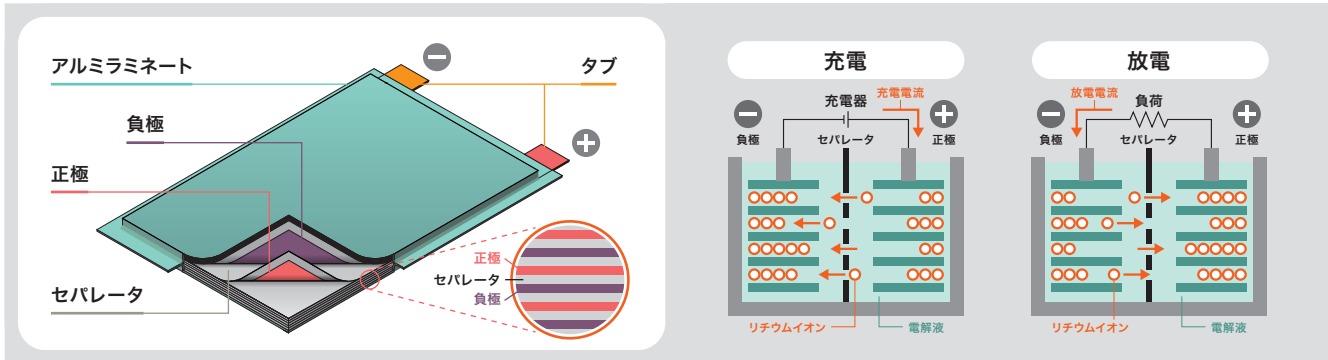 アルミラミネート
負極
正極
セパレータ
タブ
−
+
正極
セパレータ
負極
充電
充電器
充電電流
−
+
負極
セパレータ
正極
リチウムイオン
電解液
放電
放電電流
負荷
−
+
負極
セパレータ
正極
リチウムイオン
電解液